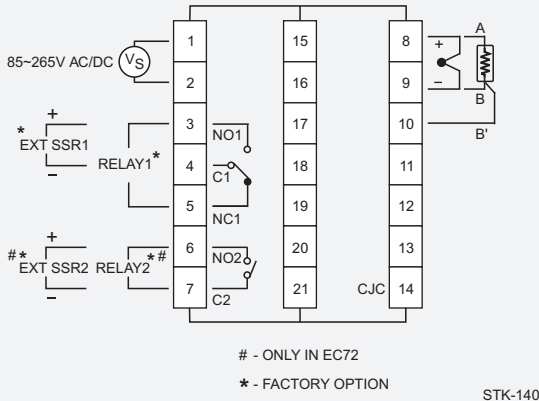 1 15 8 A
+
85~265V AC/DC VS
2 16 9
− B
+ 3 NO1 17 10 B'
* EXT SSR1 RELAY1 *
− 4 C1 18 11
5 NC1 19 12
+ 6 NO2 20 13
#* EXT SSR2 RELAY2 *#
− 7 C2 21 CJC 14
# - ONLY IN EC72
* - FACTORY OPTION
STK-140